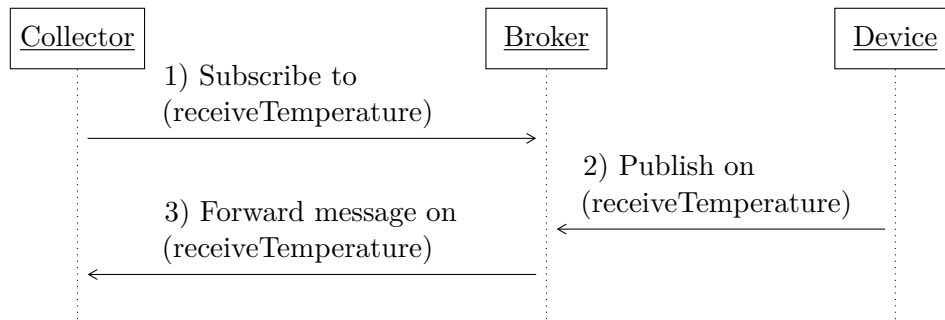 Collector
Broker
Device
1) Subscribe to
(receiveTemperature)
2) Publish on
(receiveTemperature)
3) Forward message on
(receiveTemperature)